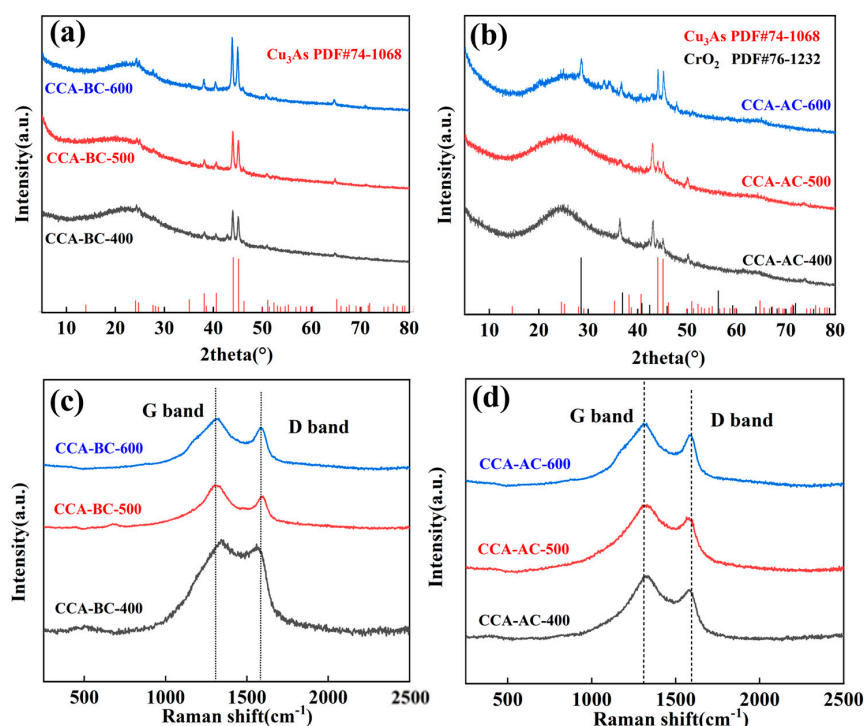 (a)
Cu3As PDF#74-1068
CCA-BC-600
CCA-BC-500
CCA-BC-400
Intensity(a.u.)
10 20 30 40 50 60 70 80
2theta(°)
(b)
Cu3As PDF#74-1068
CrO2 PDF#76-1232
CCA-AC-600
CCA-AC-500
CCA-AC-400
Intensity(a.u.)
10 20 30 40 50 60 70 80
2theta(°)
(c)
G band
D band
CCA-BC-600
CCA-BC-500
CCA-BC-400
Intensity(a.u.)
500 1000 1500 2000 2500
Raman shift(cm-1)
(d)
G band
D band
CCA-AC-600
CCA-AC-500
CCA-AC-400
Intensity(a.u.)
500 1000 1500 2000 2500
Raman shift(cm-1)